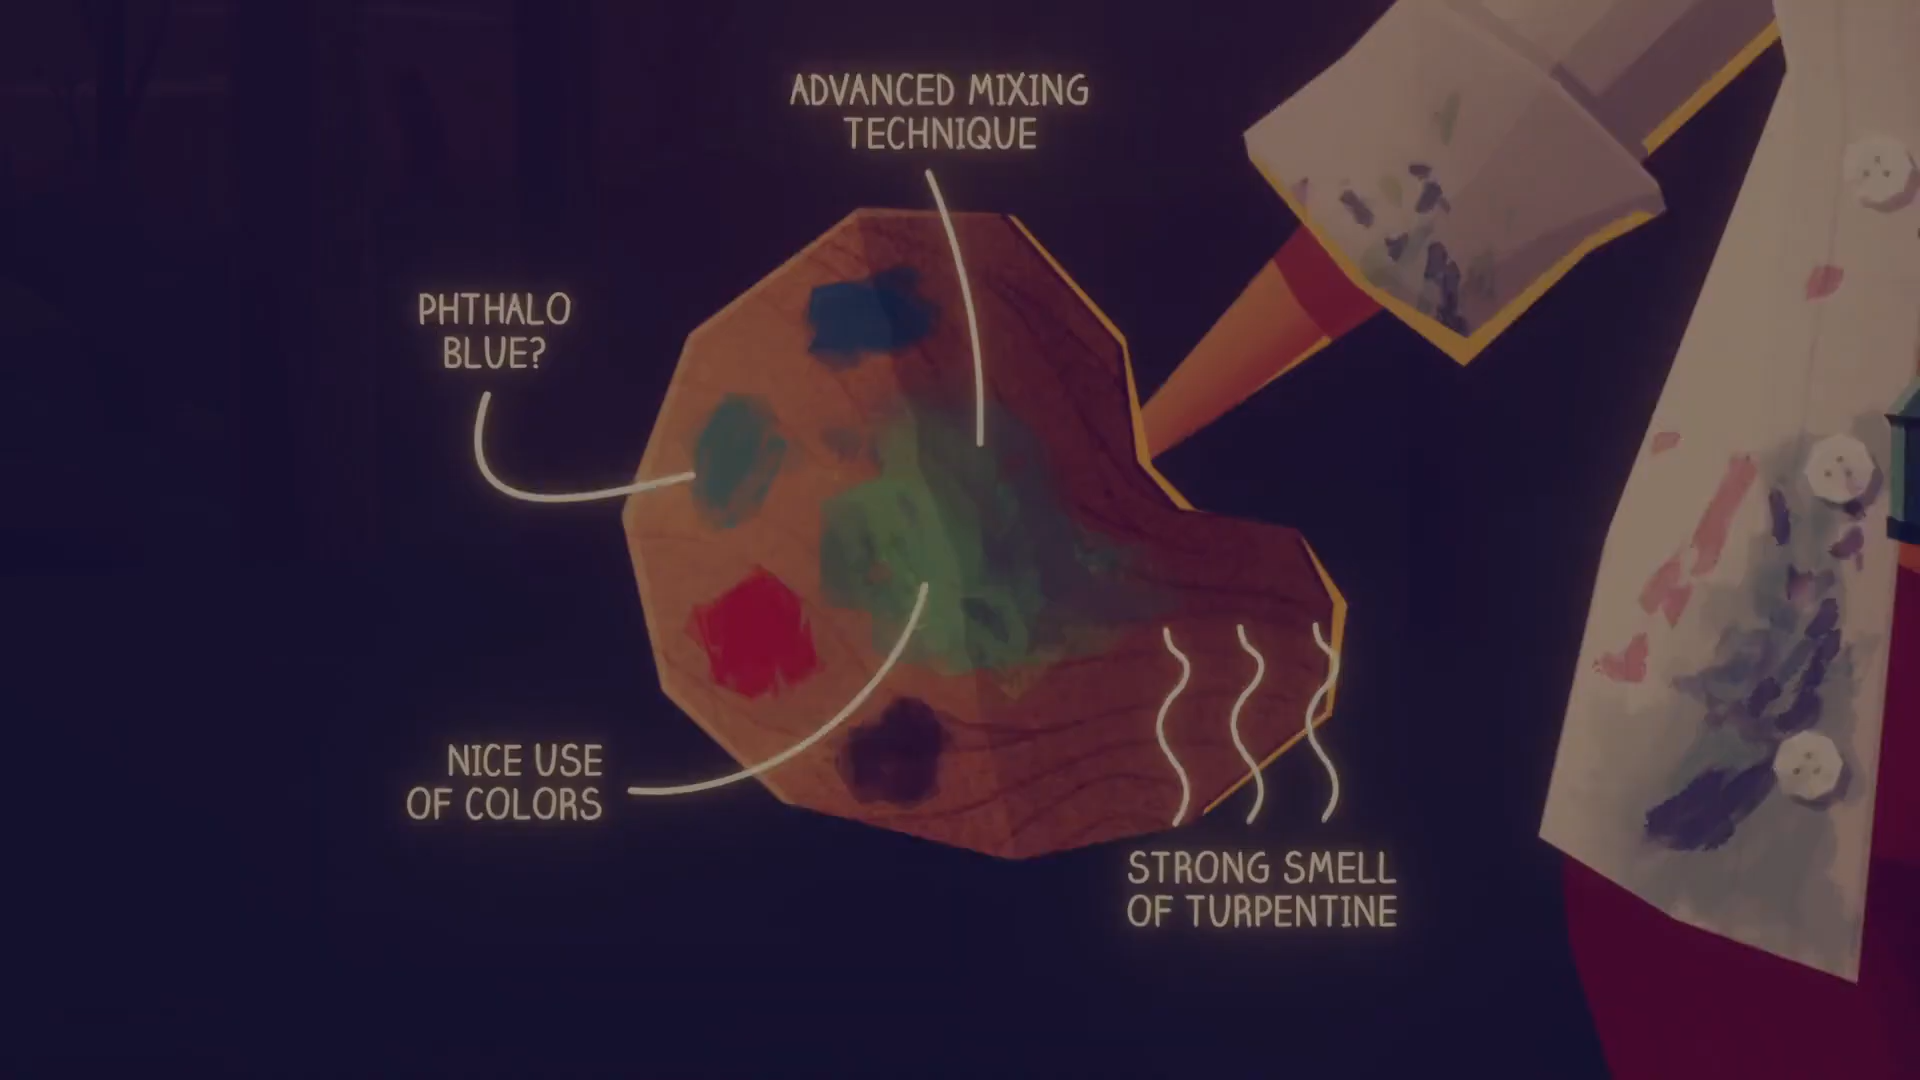 ADVANCED MIXING
TECHNIQUE
PHTHALO
BLUE?
NICE USE
OF COLORS
STRONG SMELL
OF TURPENTINE